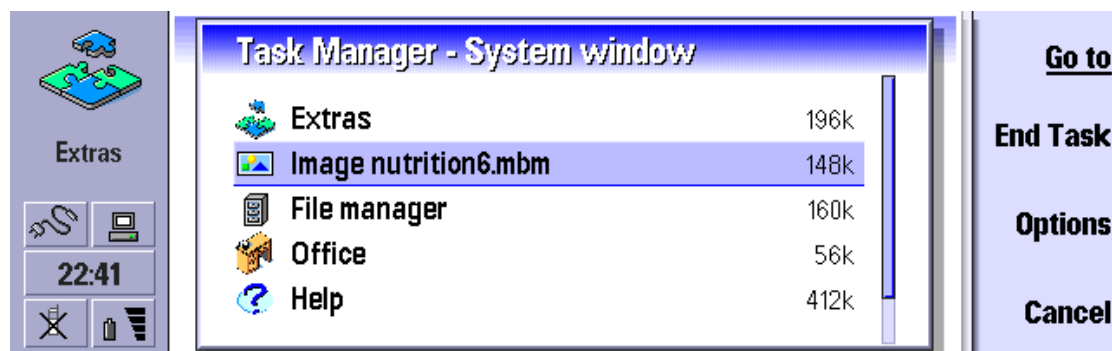 Extras
22:41
Task Manager - System window
Extras 196k
Image nutrition6.mbm 148k
File manager 160k
Office 56k
Help 412k
Go to
End Task
Options
Cancel